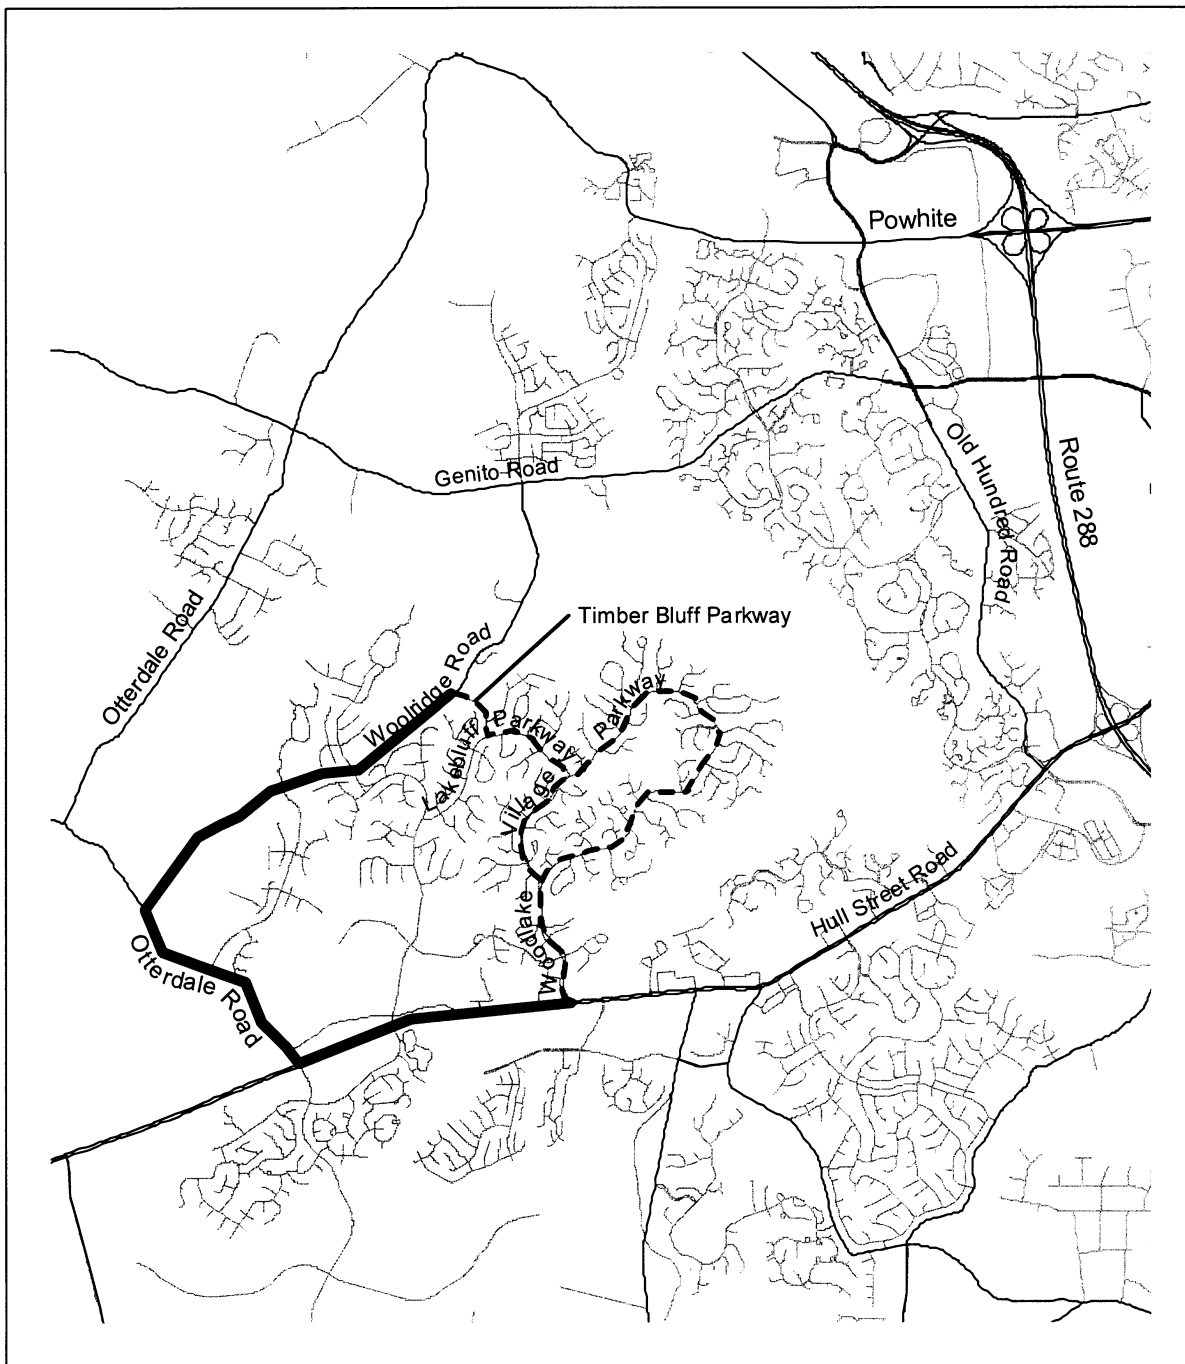 Powhite
Old Hundred Road
Route 288
Genito Road
Otterdale Road
Timber Bluff Parkway
Woolridge Road
Lakebluff Parkway
Woodlake Village Parkway
Hull Street Road
Otterdale Road